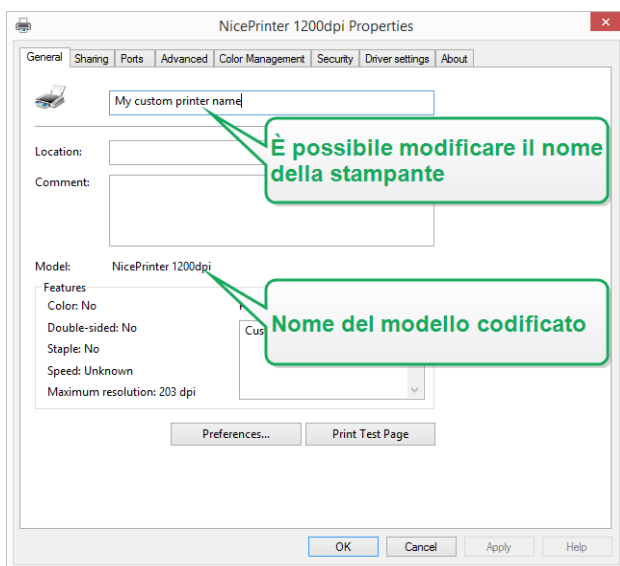 NicePrinter 1200dpi Properties
General Sharing Ports Advanced Color Management Security Driver settings About
My custom printer name
È possibile modificare il nome
della stampante
Location:
Comment:
Model: NicePrinter 1200dpi
Features
Color: No
Double-sided: No
Staple: No
Speed: Unknown
Maximum resolution: 203 dpi
Nome del modello codificato
Preferences... Print Test Page
OK Cancel Apply Help